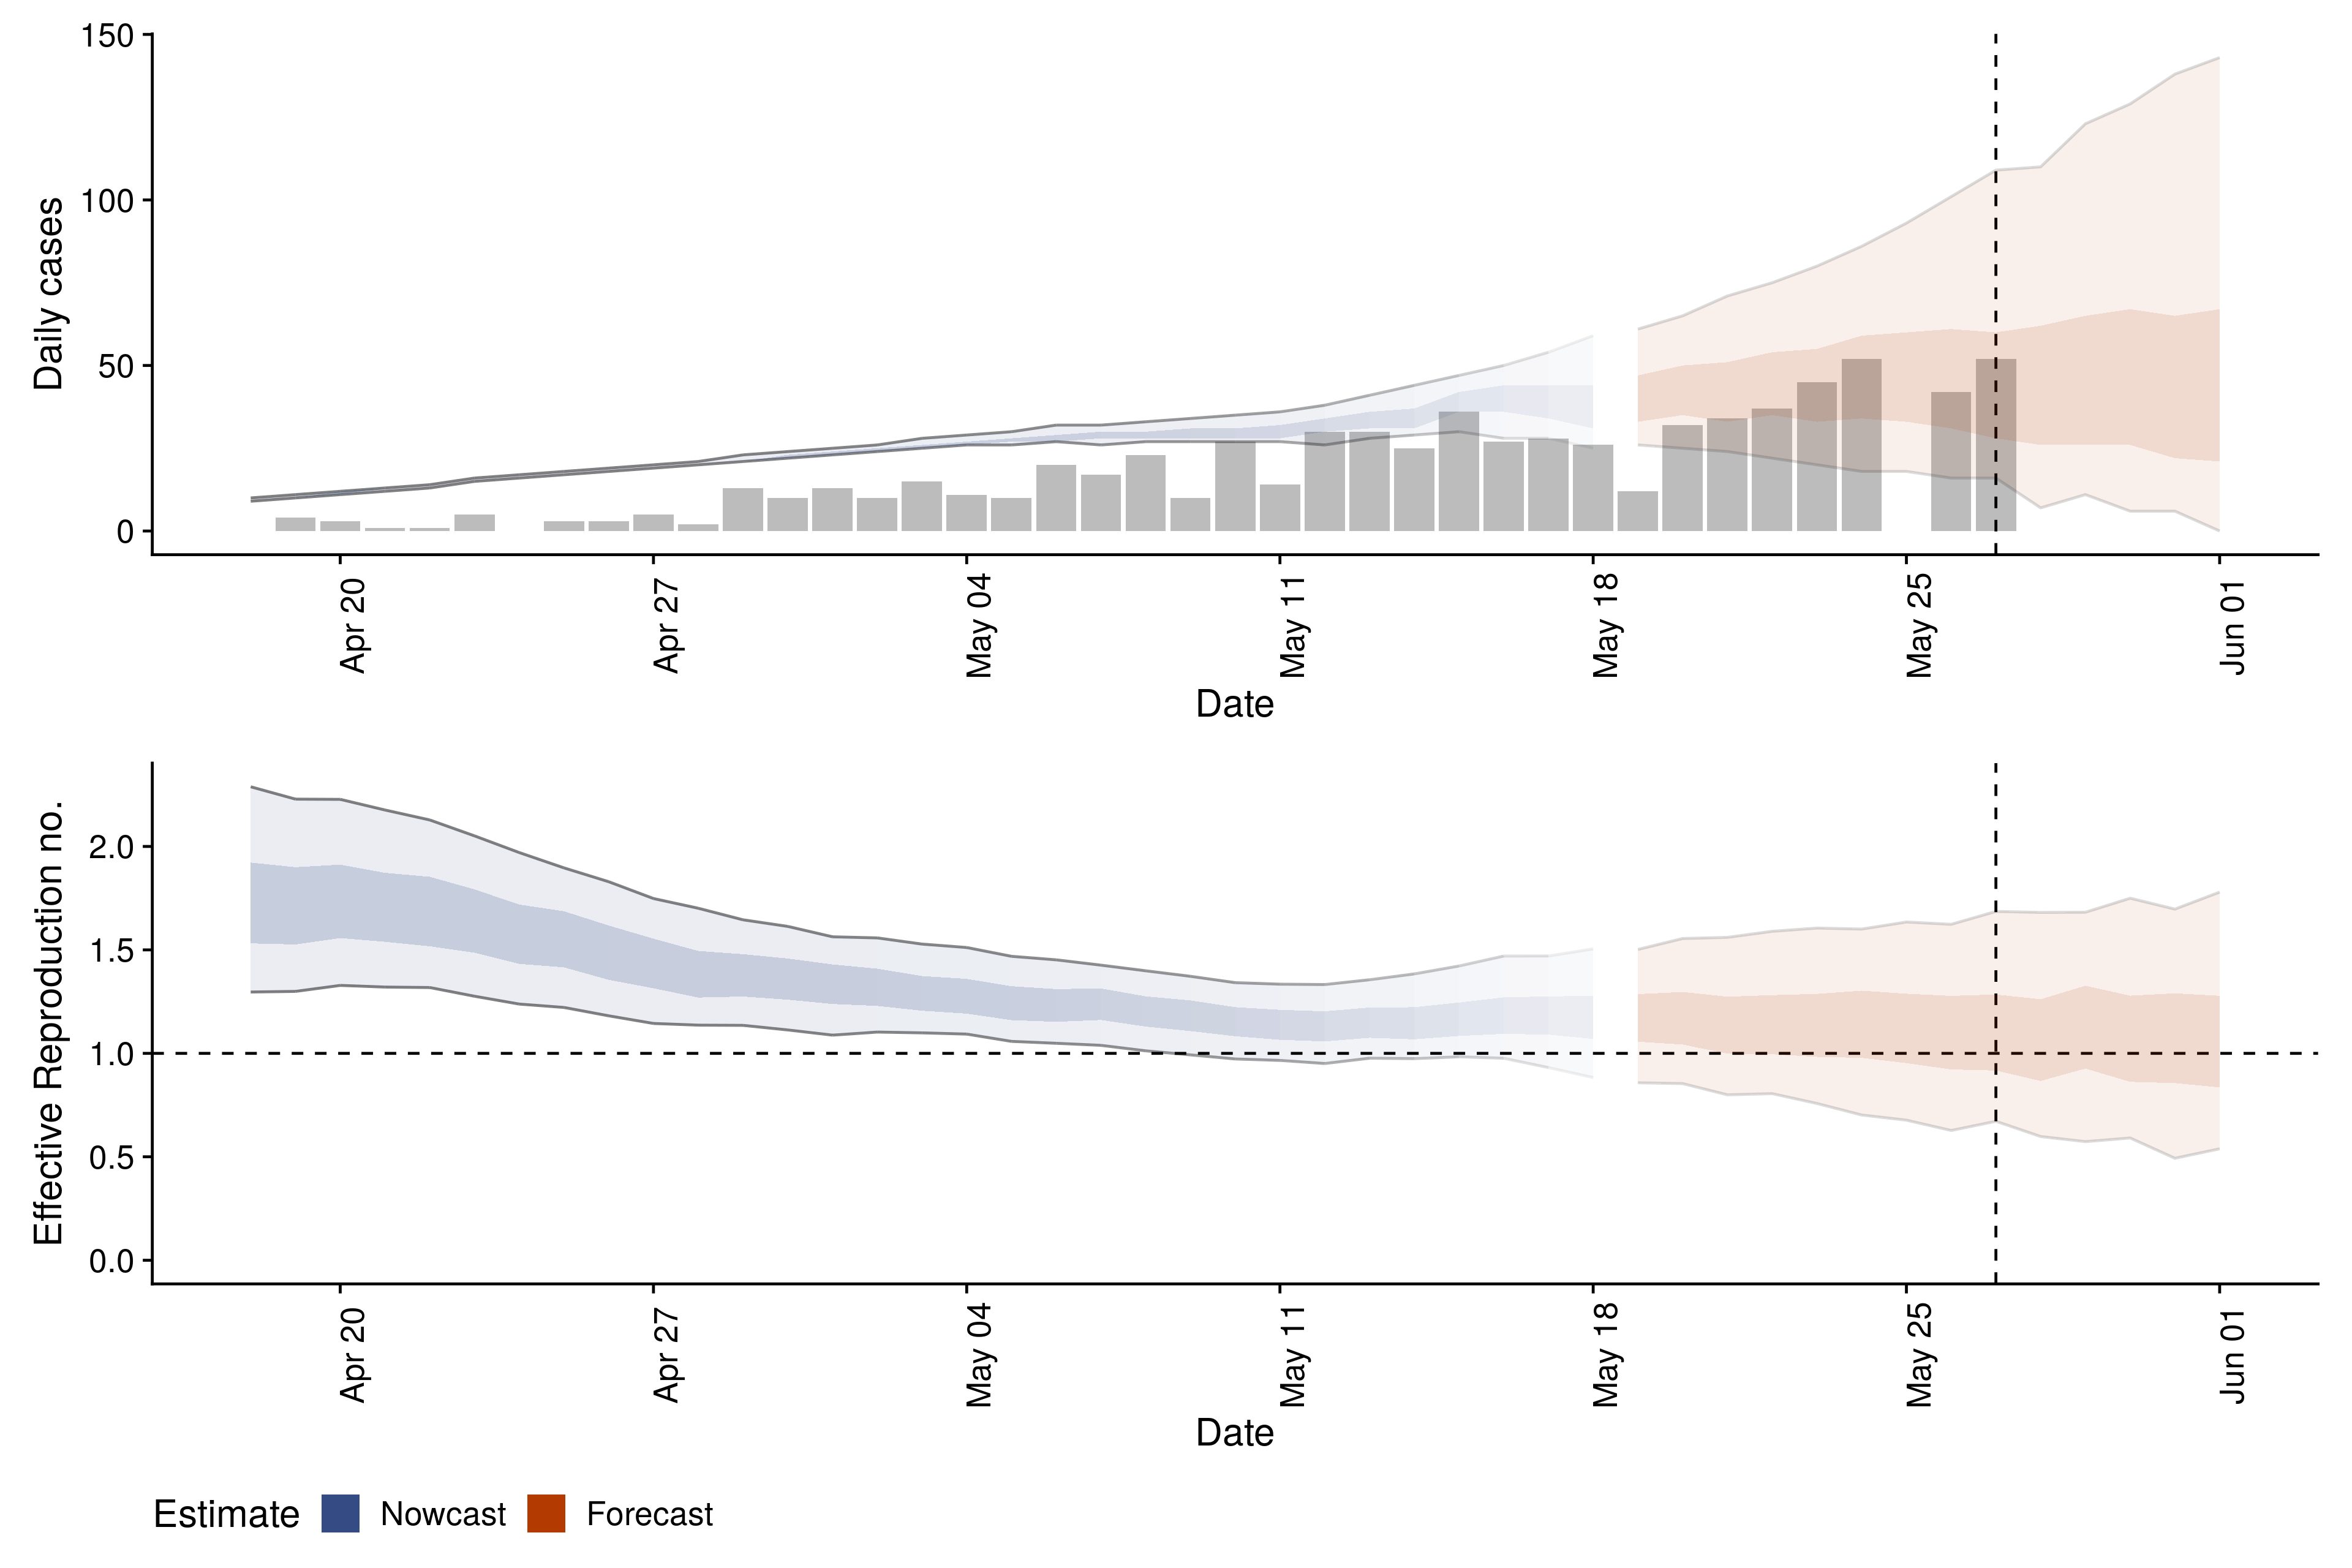 Daily cases
150
100
50
0
Apr 20
Apr 27
May 04
May 11
May 18
May 25
Jun 01
Date
Effective Reproduction no.
2.0
1.5
1.0
0.5
0.0
Apr 20
Apr 27
May 04
May 11
May 18
May 25
Jun 01
Date
Estimate Nowcast Forecast